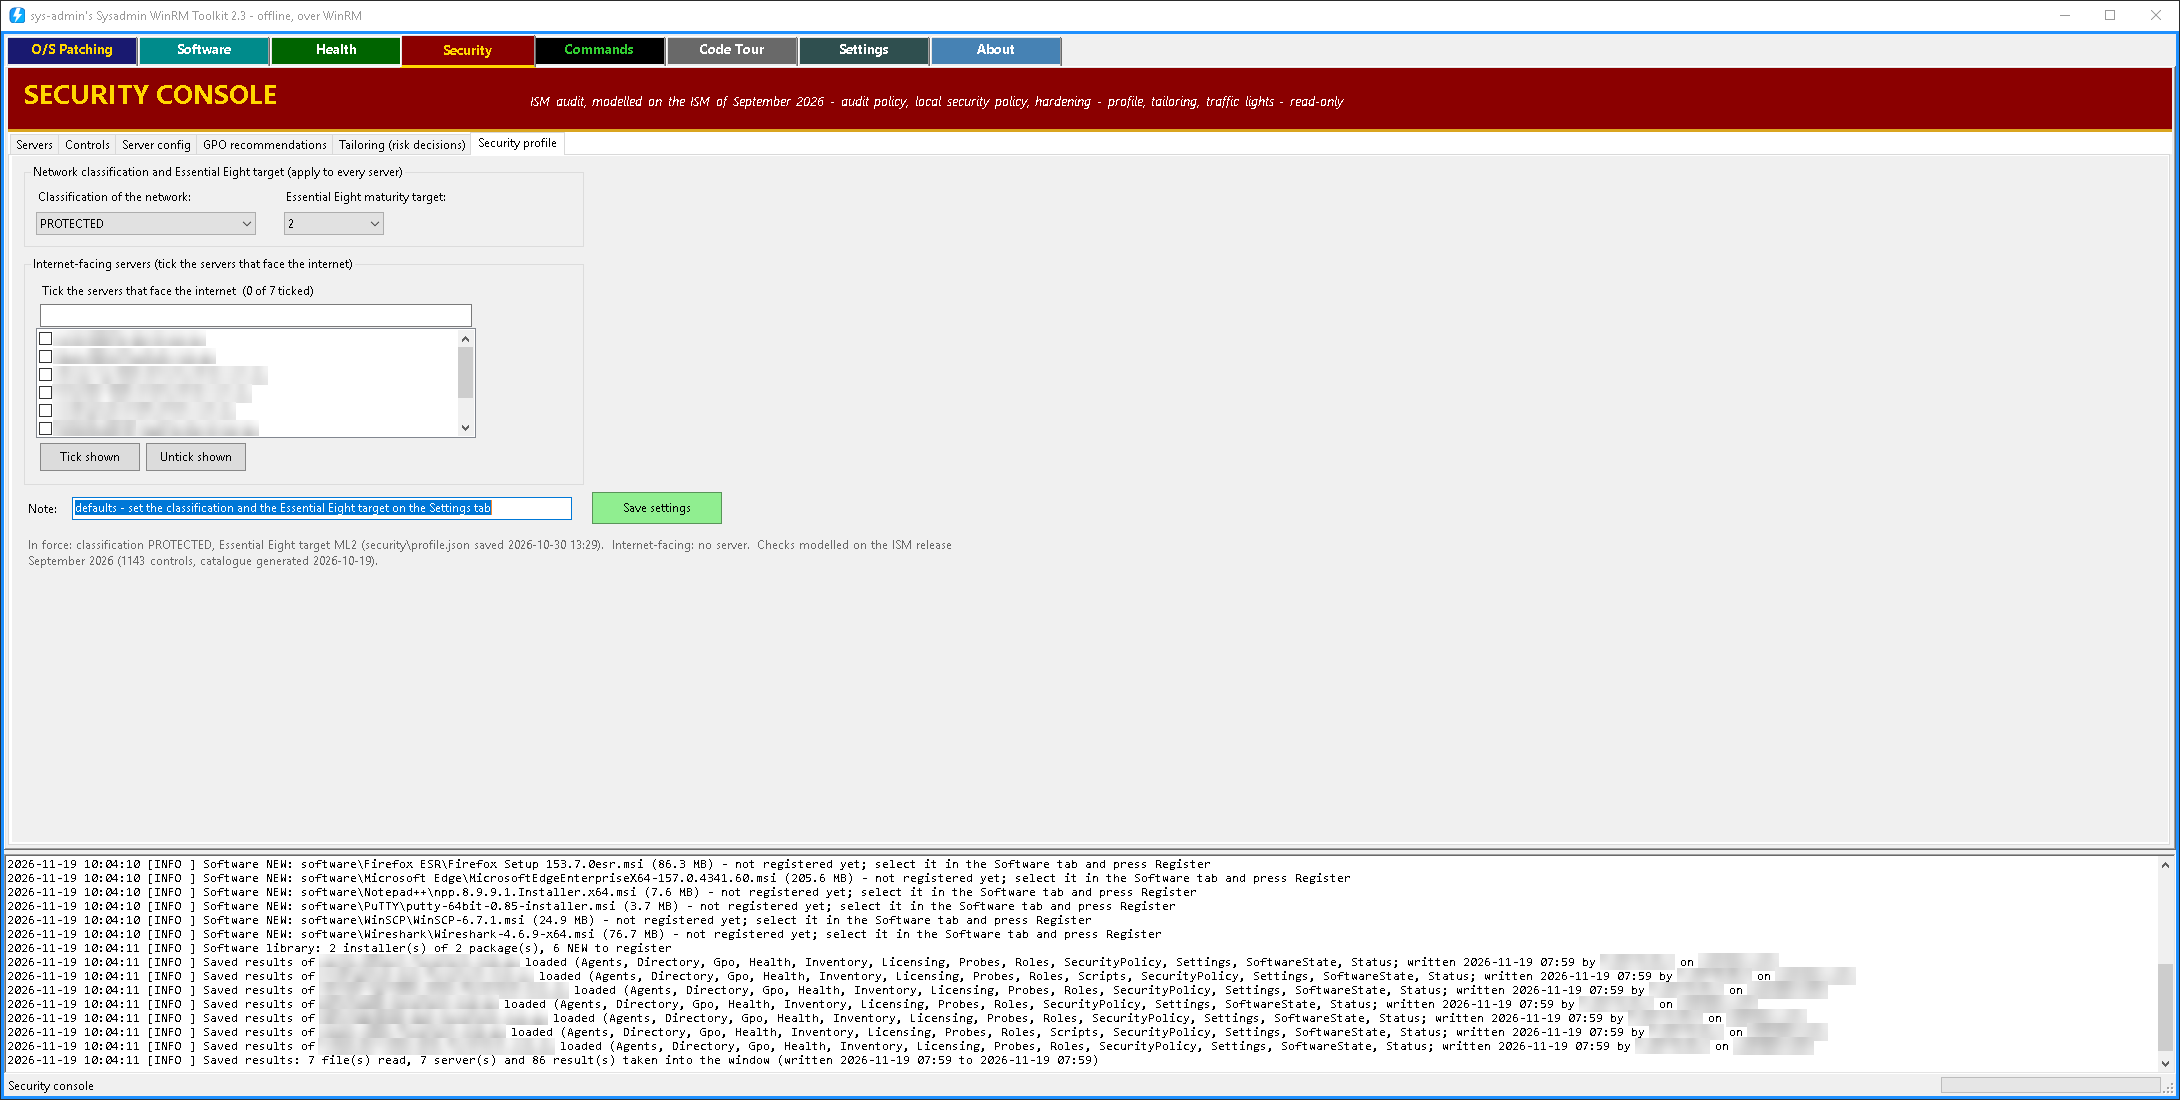 sys-admin's Sysadmin WinRM Toolkit 2.3 - offline, over WinRM
O/S Patching Software Health Security Commands Code Tour Settings About
SECURITY CONSOLE
ISM audit, modelled on the ISM of September 2026 - audit policy, local security policy, hardening - profile, tailoring, traffic lights - read-only
Servers Controls Server config GPO recommendations Tailoring (risk decisions) Security profile
Network classification and Essential Eight target (apply to every server)
Classification of the network: Essential Eight maturity target:
PROTECTED 2
Internet-facing servers (tick the servers that face the internet)
Tick the servers that face the internet (0 of 7 ticked)
Tick shown Untick shown
Note: defaults - set the classification and the Essential Eight target on the Settings tab Save settings
In force: classification PROTECTED, Essential Eight target ML2 (security\profile.json saved 2026-10-30 13:29). Internet-facing: no server. Checks modelled on the ISM release
September 2026 (1143 controls, catalogue generated 2026-10-19).
2026-11-19 10:04:10 [INFO ] Software NEW: software\Firefox ESR\Firefox Setup 153.7.0esr.msi (86.3 MB) - not registered yet; select it in the Software tab and press Register
2026-11-19 10:04:10 [INFO ] Software NEW: software\Microsoft Edge\MicrosoftEdgeEnterpriseX64-157.0.4341.60.msi (205.6 MB) - not registered yet; select it in the Software tab and press Register
2026-11-19 10:04:10 [INFO ] Software NEW: software\Notepad++\npp.8.9.9.1.Installer.x64.msi (7.6 MB) - not registered yet; select it in the Software tab and press Register
2026-11-19 10:04:10 [INFO ] Software NEW: software\PuTTY\putty-64bit-0.85-installer.msi (3.7 MB) - not registered yet; select it in the Software tab and press Register
2026-11-19 10:04:10 [INFO ] Software NEW: software\WinSCP\WinSCP-6.7.1.msi (24.9 MB) - not registered yet; select it in the Software tab and press Register
2026-11-19 10:04:10 [INFO ] Software NEW: software\Wireshark\Wireshark-4.6.9-x64.msi (76.7 MB) - not registered yet; select it in the Software tab and press Register
2026-11-19 10:04:11 [INFO ] Software library: 2 installer(s) of 2 package(s), 6 NEW to register
2026-11-19 10:04:11 [INFO ] Saved results of loaded (Agents, Directory, Gpo, Health, Inventory, Licensing, Probes, Roles, SecurityPolicy, Settings, SoftwareState, Status; written 2026-11-19 07:59 by on
2026-11-19 10:04:11 [INFO ] Saved results of loaded (Agents, Directory, Gpo, Health, Inventory, Licensing, Probes, Roles, Scripts, SecurityPolicy, Settings, SoftwareState, Status; written 2026-11-19 07:59 by on
2026-11-19 10:04:11 [INFO ] Saved results of loaded (Agents, Directory, Gpo, Health, Inventory, Licensing, Probes, Roles, SecurityPolicy, Settings, SoftwareState, Status; written 2026-11-19 07:59 by on
2026-11-19 10:04:11 [INFO ] Saved results of loaded (Agents, Directory, Gpo, Health, Inventory, Licensing, Probes, Roles, SecurityPolicy, Settings, SoftwareState, Status; written 2026-11-19 07:59 by on
2026-11-19 10:04:11 [INFO ] Saved results of loaded (Agents, Directory, Gpo, Health, Inventory, Licensing, Probes, Roles, SecurityPolicy, Settings, SoftwareState, Status; written 2026-11-19 07:59 by on
2026-11-19 10:04:11 [INFO ] Saved results of loaded (Agents, Directory, Gpo, Health, Inventory, Licensing, Probes, Roles, Scripts, SecurityPolicy, Settings, SoftwareState, Status; written 2026-11-19 07:59 by on
2026-11-19 10:04:11 [INFO ] Saved results of loaded (Agents, Directory, Gpo, Health, Inventory, Licensing, Probes, Roles, SecurityPolicy, Settings, SoftwareState, Status; written 2026-11-19 07:59 by on
2026-11-19 10:04:11 [INFO ] Saved results: 7 file(s) read, 7 server(s) and 86 result(s) taken into the window (written 2026-11-19 07:59 to 2026-11-19 07:59)
Security console